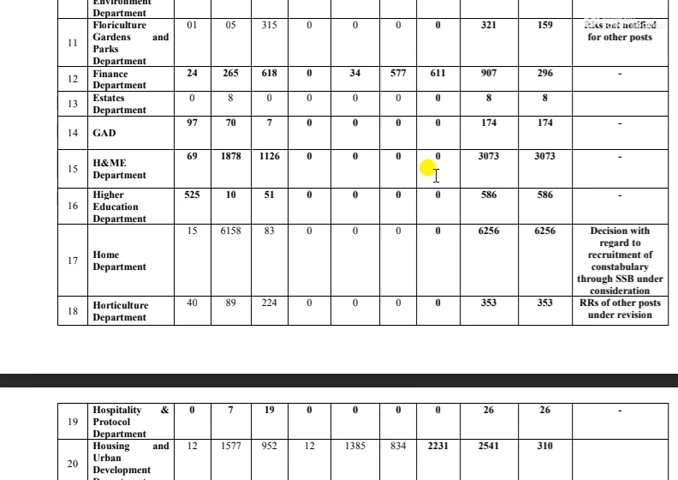 Environment
Department
11 Floriculture Gardens and Parks Department 01 05 315 0 0 0 0 321 159 RRs not notified for other posts
12 Finance Department 24 265 618 0 34 577 611 907 296 -
13 Estates Department 0 8 0 0 0 0 0 8 8 -
14 GAD 97 70 7 0 0 0 0 174 174 -
15 H&ME Department 69 1878 1126 0 0 0 0 3073 3073 -
16 Higher Education Department 525 10 51 0 0 0 0 586 586 -
17 Home Department 15 6158 83 0 0 0 0 6256 6256 Decision with regard to recruitment of constabulary through SSB under consideration
18 Horticulture Department 40 89 224 0 0 0 0 353 353 RRs of other posts under revision
19 Hospitality & Protocol Department 0 7 19 0 0 0 0 26 26 -
20 Housing and Urban Development 12 1577 952 12 1385 834 2231 2541 310